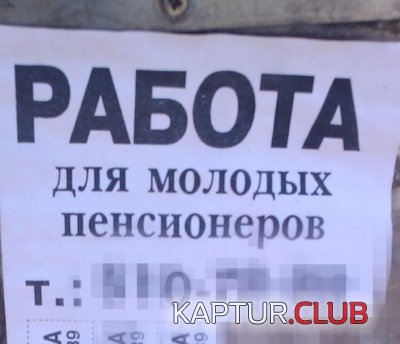 РАБОТА
для молодых
пенсионеров
т.:
KAPTUR.CLUB